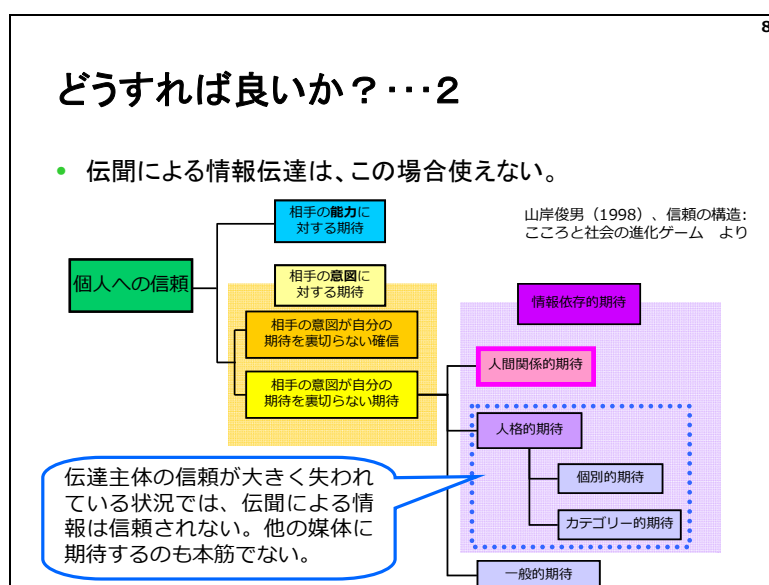 8
どうすれば良いか？･･･2
• 伝聞による情報伝達は、この場合使えない。
山岸俊男（1998）、信頼の構造:
こころと社会の進化ゲーム　より
相手の能力に
対する期待
個人への信頼
相手の意図に
対する期待
相手の意図が自分の
期待を裏切らない確信
相手の意図が自分の
期待を裏切らない期待
情報依存的期待
人間関係的期待
人格的期待
個別的期待
カテゴリー的期待
一般的期待
伝達主体の信頼が大きく失われ
ている状況では、伝聞による情
報は信頼されない。他の媒体に
期待するのも本筋でない。